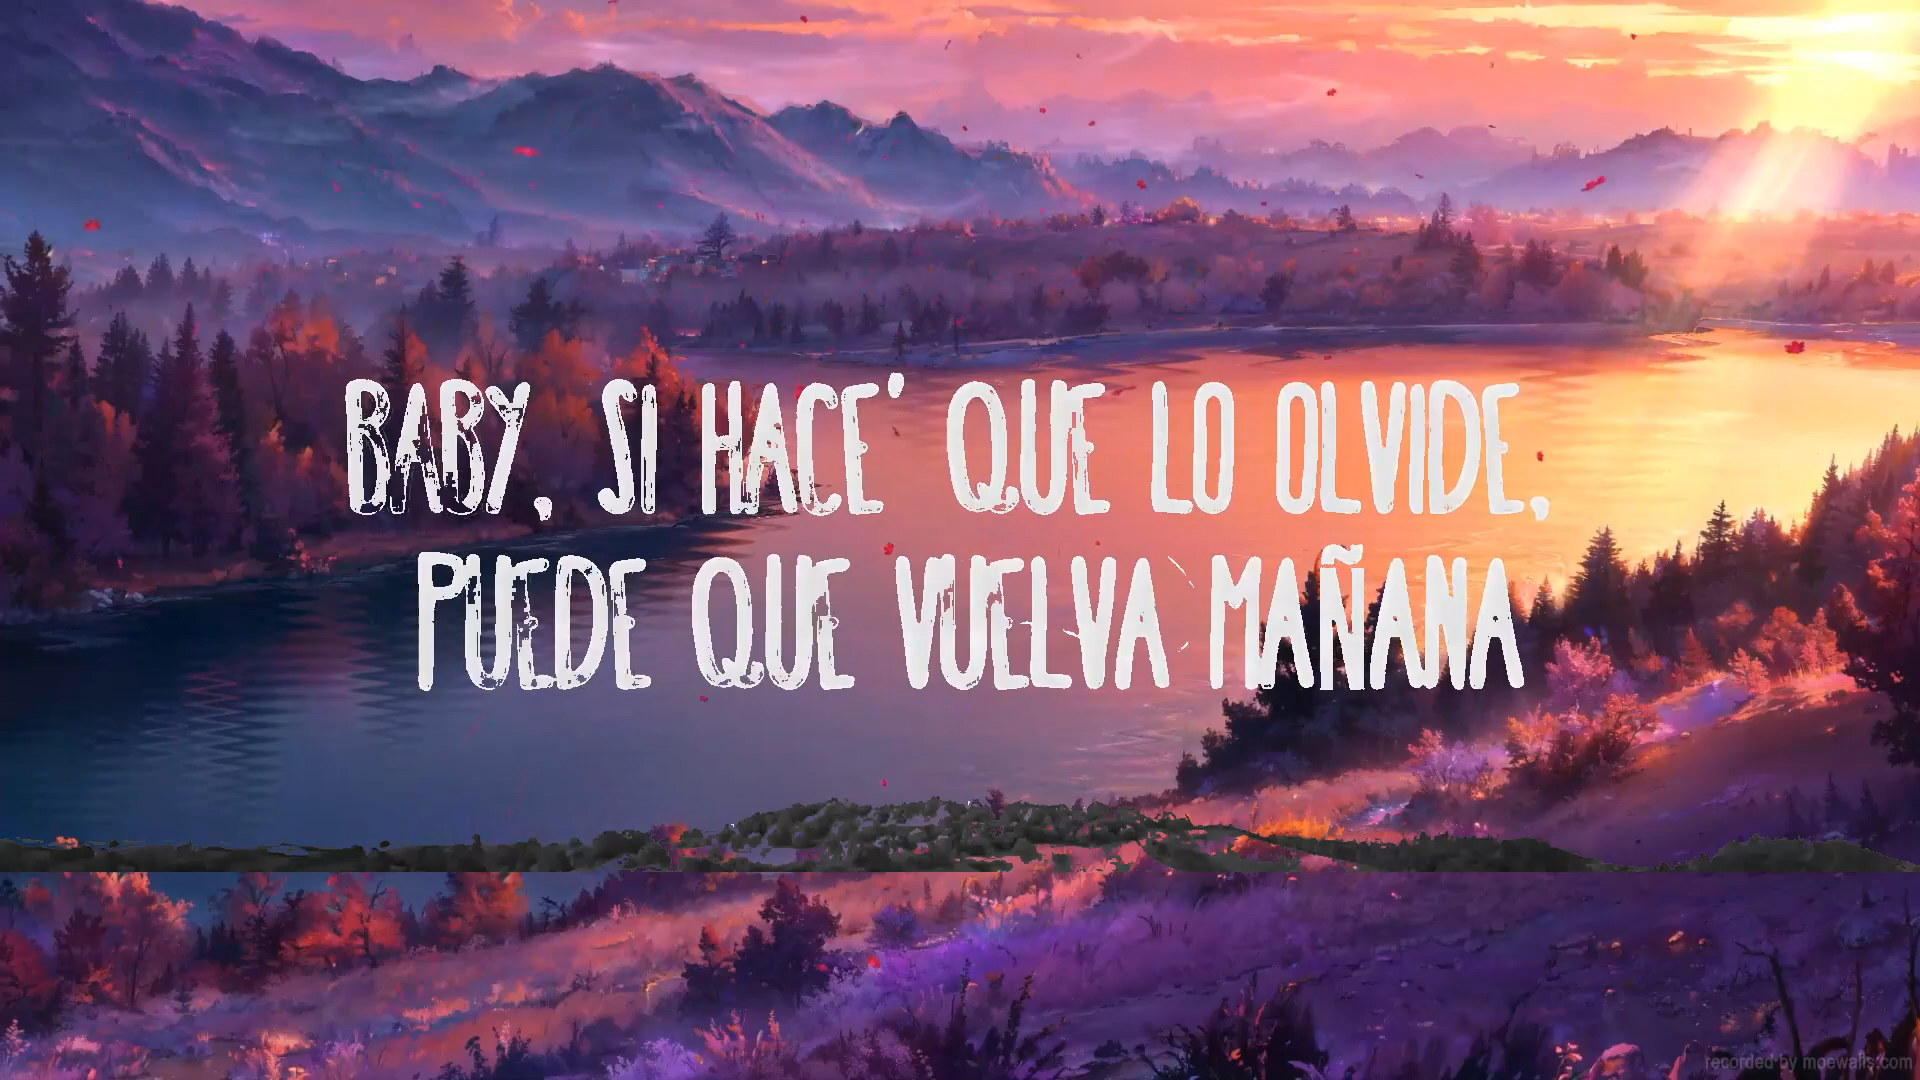 BABY, SI HACE' QUE LO OLVIDE,
PUEDE QUE VUELVA MAÑANA
recorded by moewalls.com